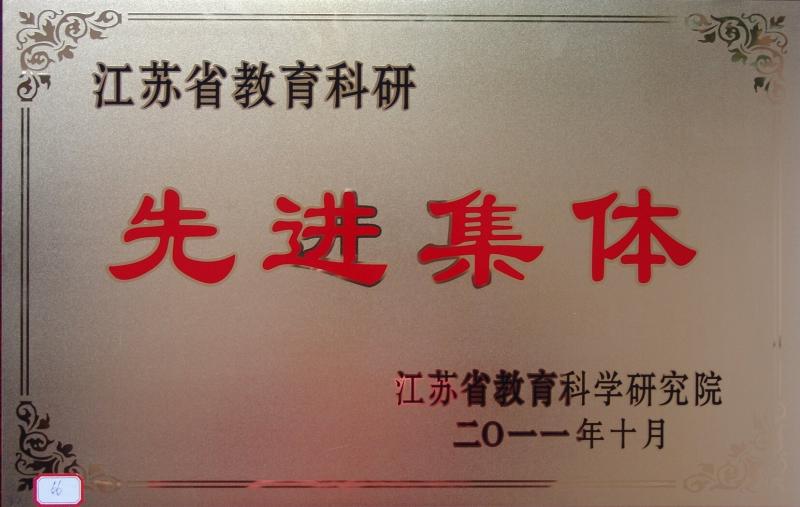 江苏省教育科研
先进集体
江苏省教育科学研究院
二〇一一年十月
66